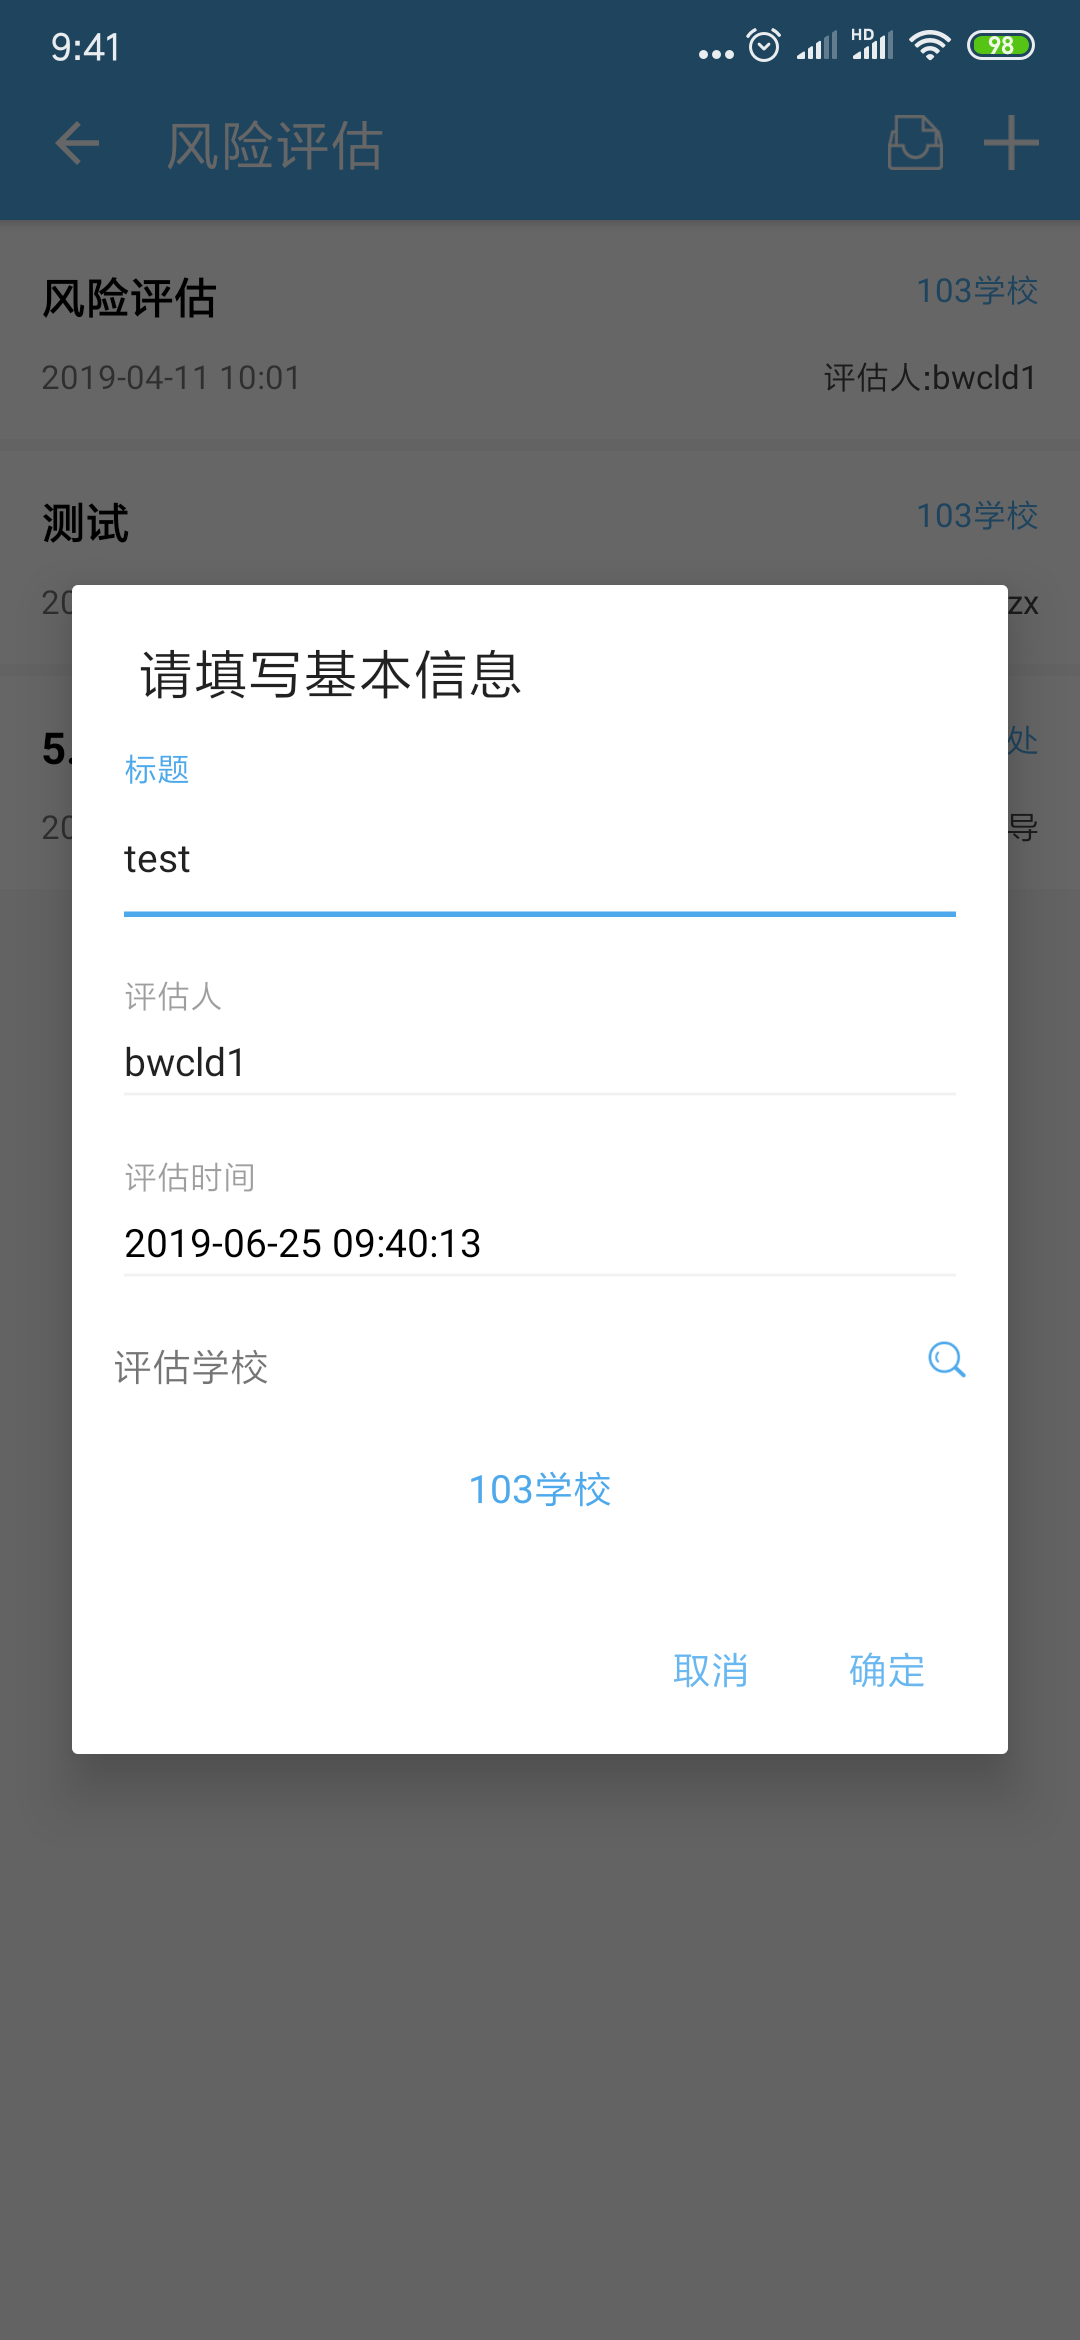 9:41
HD
98
风险评估
风险评估
103学校
2019-04-11 10:01
评估人:bwcld1
测试
103学校
20
zx
5.
处
20
导
请填写基本信息
标题
test
评估人
bwcld1
评估时间
2019-06-25 09:40:13
评估学校
103学校
取消
确定